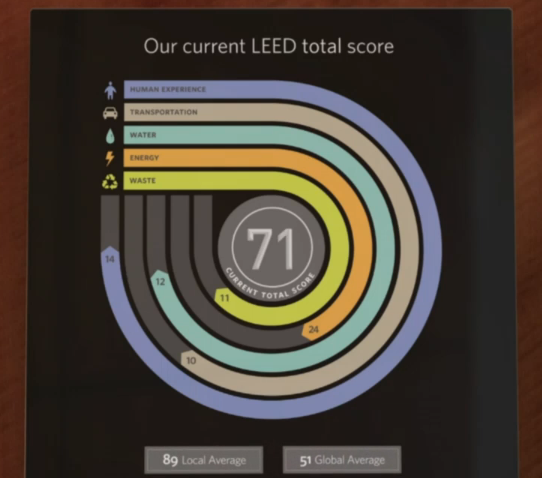 Our current LEED total score
HUMAN EXPERIENCE
TRANSPORTATION
WATER
ENERGY
WASTE
71
CURRENT TOTAL SCORE
14
12
11
24
10
89 Local Average
51 Global Average